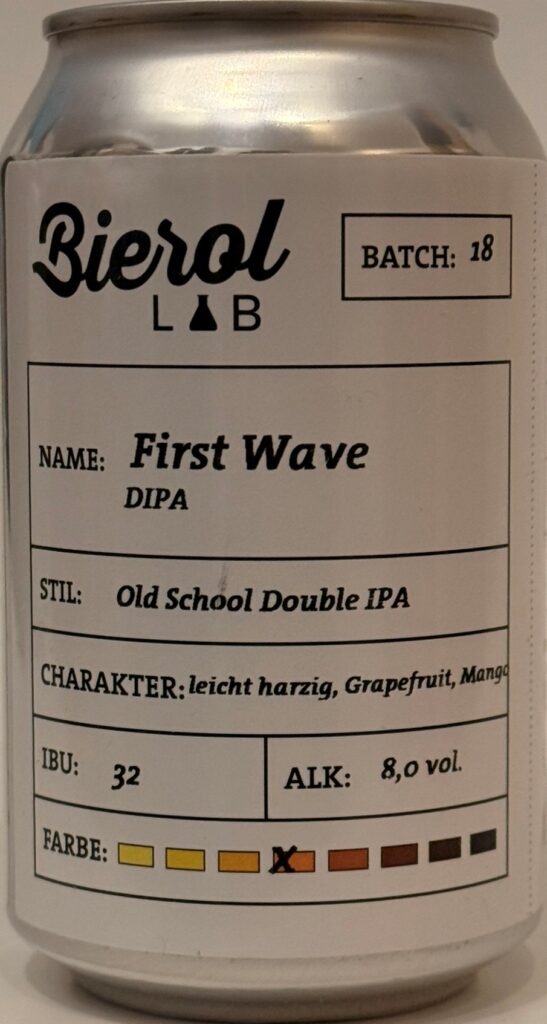 Bierol
LAB
BATCH: 18
NAME: First Wave
DIPA
STIL: Old School Double IPA
CHARAKTER: leicht harzig, Grapefruit, Mango
IBU: 32
ALK: 8,0 vol.
FARBE: X